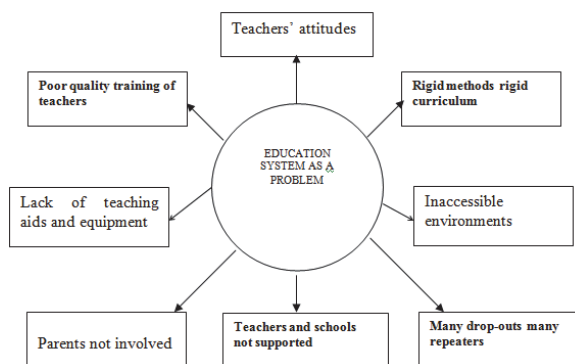 Teachers' attitudes
Poor quality training of
teachers
Rigid methods rigid
curriculum
EDUCATION
SYSTEM AS A
PROBLEM
Lack of teaching
aids and equipment
Inaccessible
environments
Parents not involved
Teachers and schools
not supported
Many drop-outs many
repeaters